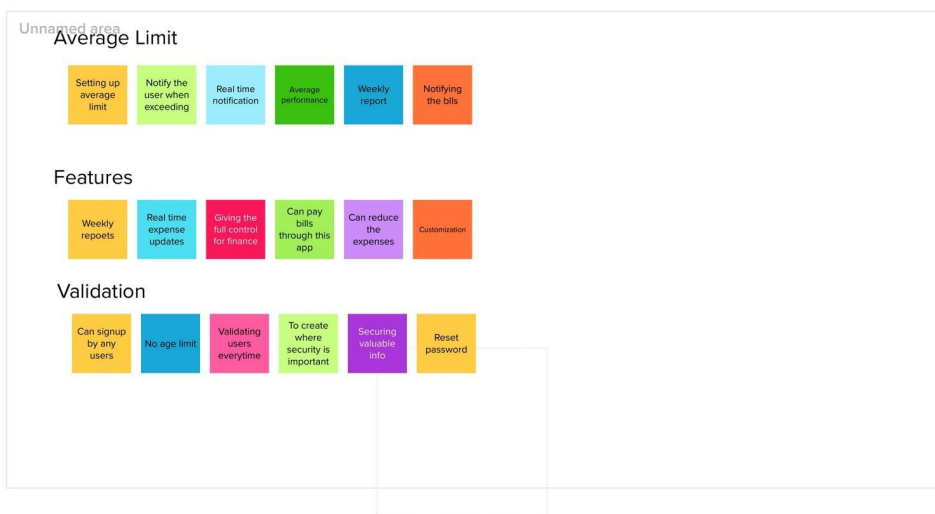 Unnamed area
Average Limit
Setting up
average
limit
Notify the
user when
exceeding
Real time
notification
Average
performance
Weekly
report
Notifying
the blls
Features
Weekly
repoets
Real time
expense
updates
Giving the
full control
for finance
Can pay
bills
through this
app
Can reduce
the
expenses
Customization
Validation
Can signup
by any
users
No age limit
Validating
users
everytime
To create
where
security is
important
Securing
valuable
info
Reset
password